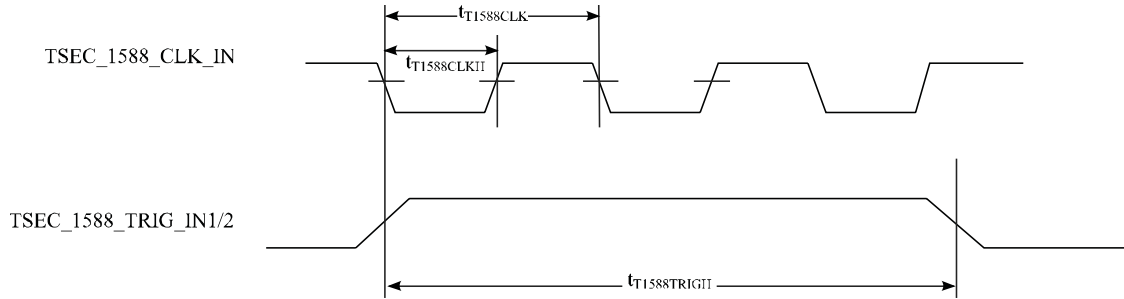 tT1588CLK
TSEC_1588_CLK_IN
tT1588CLKH
TSEC_1588_TRIG_IN1/2
tT1588TRIGH